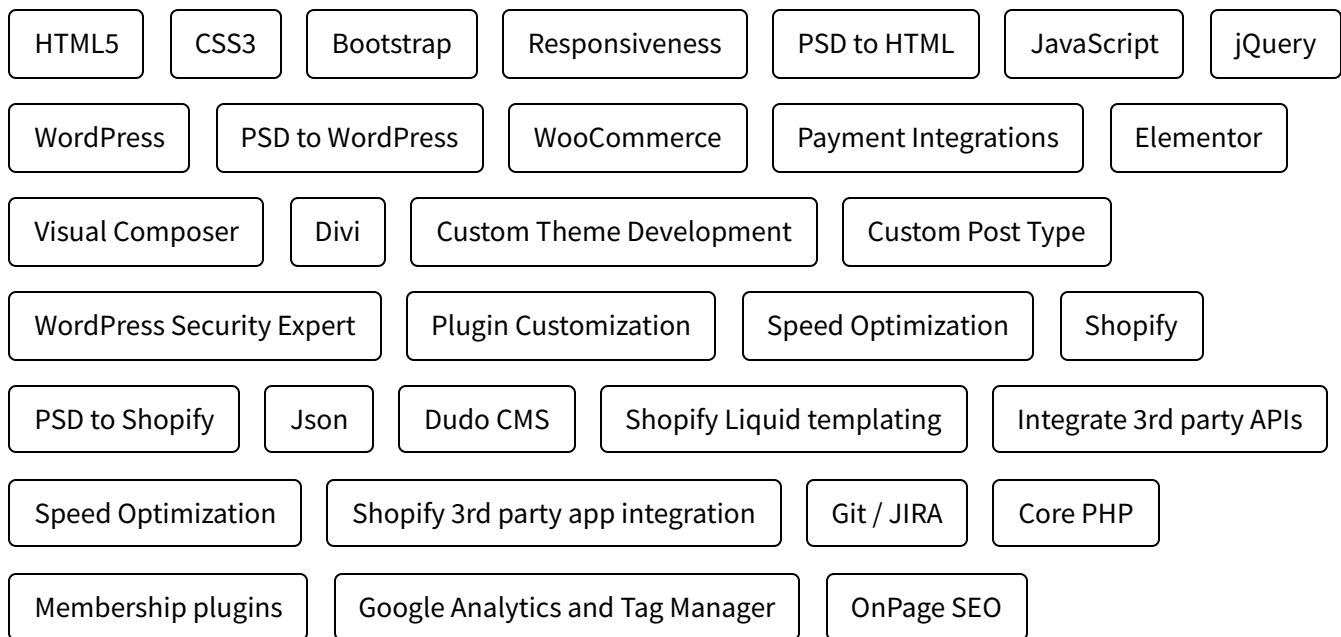 HTML5 CSS3 Bootstrap Responsiveness PSD to HTML JavaScript jQuery
WordPress PSD to WordPress WooCommerce Payment Integrations Elementor
Visual Composer Divi Custom Theme Development Custom Post Type
WordPress Security Expert Plugin Customization Speed Optimization Shopify
PSD to Shopify Json Dudo CMS Shopify Liquid templating Integrate 3rd party APIs
Speed Optimization Shopify 3rd party app integration Git / JIRA Core PHP
Membership plugins Google Analytics and Tag Manager OnPage SEO